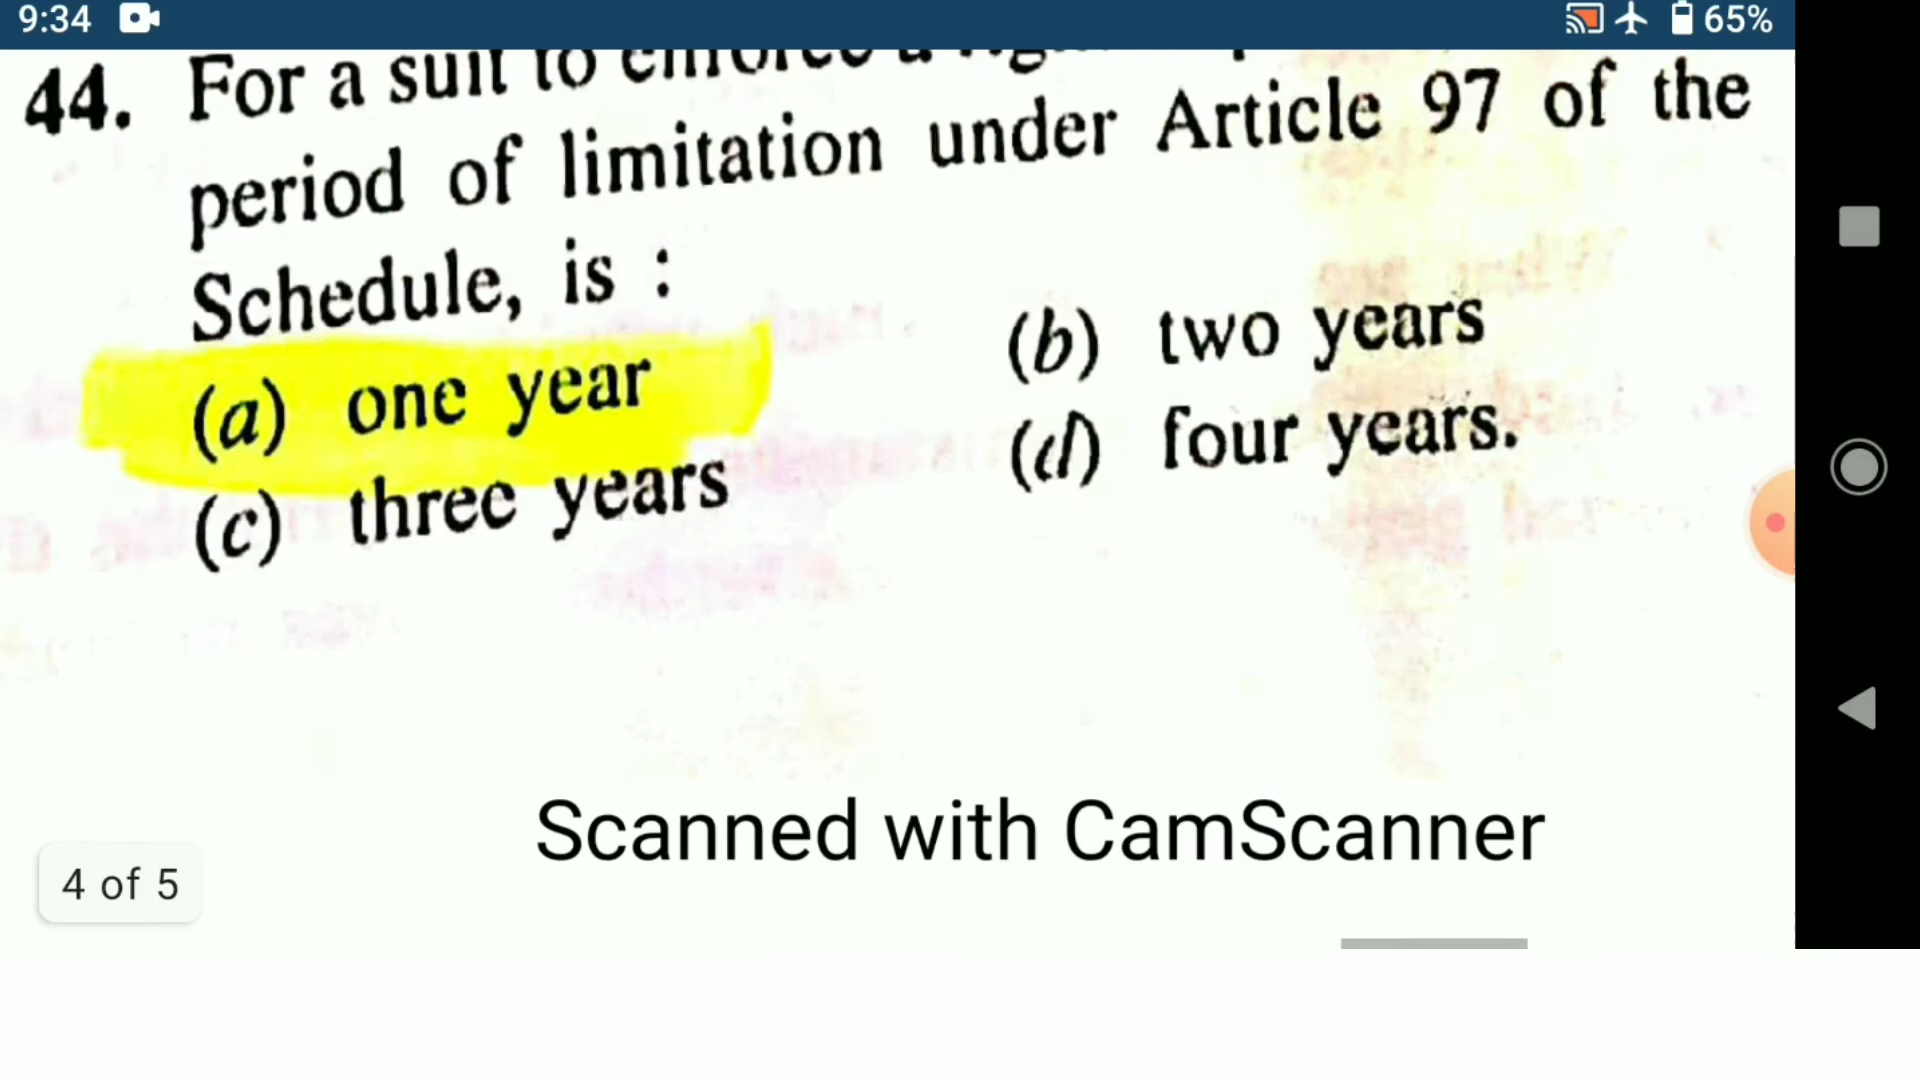 9:34
65%
44. For a suit to enforce a
period of limitation under Article 97 of the
Schedule, is :
(a) one year
(b) two years
(c) three years
(d) four years.
Scanned with CamScanner
4 of 5